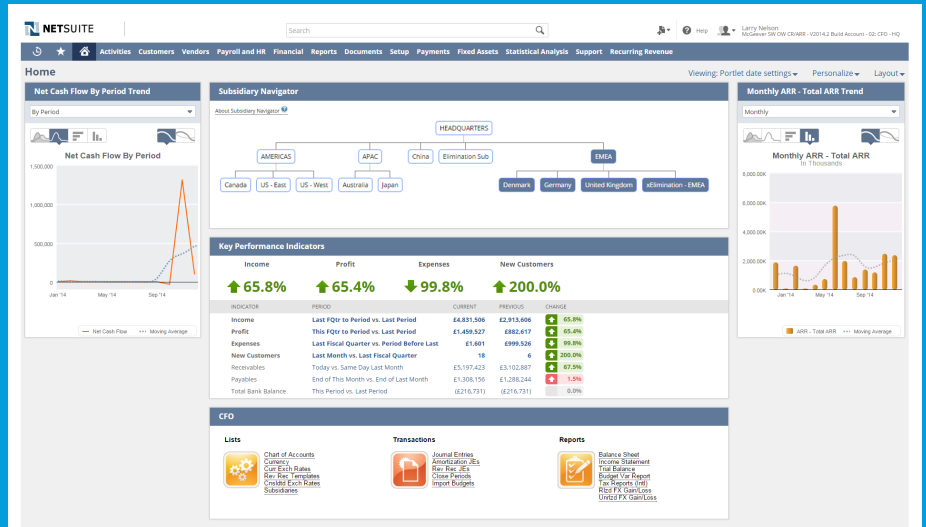 NETSUITE
Search
Help
Larry Nelson
McGeever SW OW CR/ARR - V2014.2 Build Account - 02: CFO - HQ
Activities Customers Vendors Payroll and HR Financial Reports Documents Setup Payments Fixed Assets Statistical Analysis Support Recurring Revenue
Home
Viewing: Portlet date settings Personalize Layout
Net Cash Flow By Period Trend
By Period
Net Cash Flow By Period
1,500,000
1,000,000
500,000
0
Jan '14 May '14 Sep '14
Net Cash Flow Moving Average
Subsidiary Navigator
About Subsidiary Navigator
HEADQUARTERS
AMERICAS APAC China Elimination Sub EMEA
Canada US - East US - West Australia Japan Denmark Germany United Kingdom xElimination - EMEA
Key Performance Indicators
Income Profit Expenses New Customers
65.8% 65.4% 99.8% 200.0%
INDICATOR PERIOD CURRENT PREVIOUS CHANGE
Income Last FQtr to Period vs. Last Period £4,831,506 £2,913,606 65.8%
Profit This FQtr to Period vs. Last Period £1,459,527 £882,617 65.4%
Expenses Last Fiscal Quarter vs. Period Before Last £1,601 £999,526 99.8%
New Customers Last Month vs. Last Fiscal Quarter 18 6 200.0%
Receivables Today vs. Same Day Last Month £5,197,423 £3,102,887 67.5%
Payables End of This Month vs. End of Last Month £1,308,156 £1,288,244 1.5%
Total Bank Balance This Period vs. Last Period (£216,731) (£216,731) 0.0%
CFO
Lists
Chart of Accounts
Currency
Curr Exch Rates
Rev Rec Templates
Cnsldtd Exch Rates
Subsidiaries
Transactions
Journal Entries
Amortization JEs
Rev Rec JEs
Close Periods
Import Budgets
Reports
Balance Sheet
Income Statement
Trial Balance
Budget Var Report
Tax Reports (Intl)
Rlzd FX Gain/Loss
Unrlzd FX Gain/Loss
Monthly ARR - Total ARR Trend
Monthly
Monthly ARR - Total ARR
In Thousands
8,000.00K
6,000.00K
4,000.00K
2,000.00K
0.00K
Jan '14 May '14 Sep '14
ARR - Total ARR Moving Average